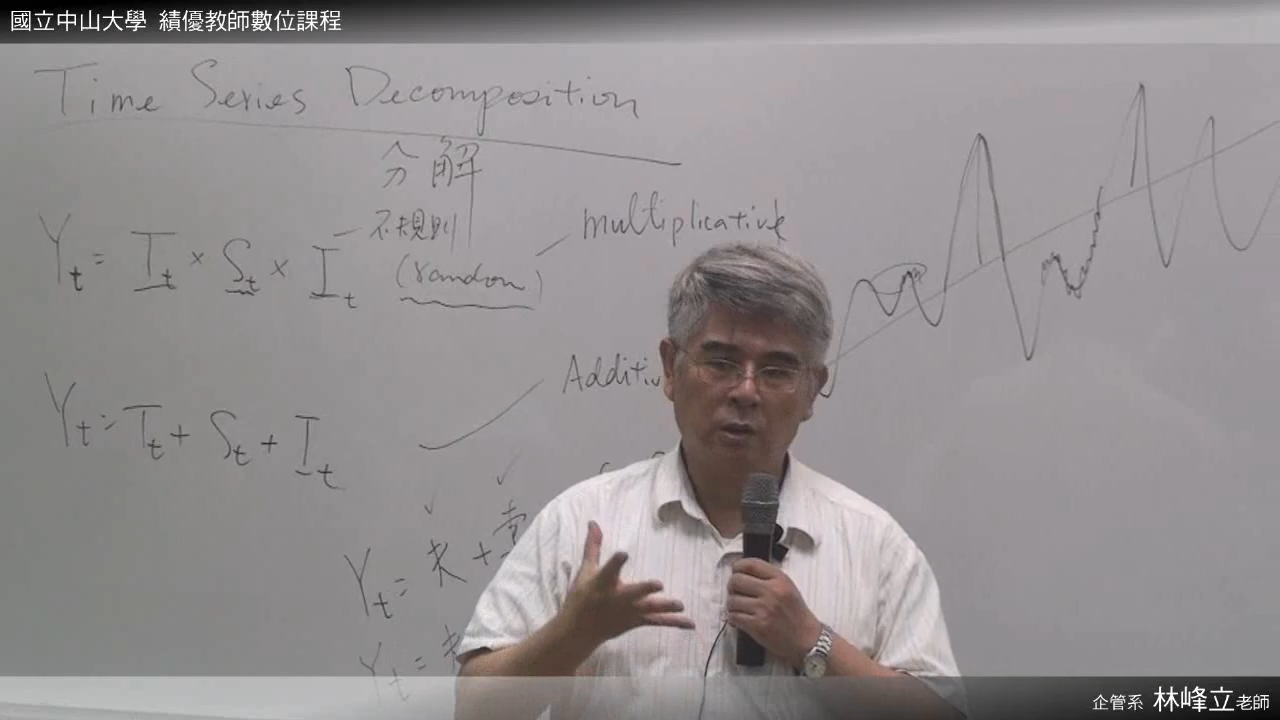 國立中山大學 績優教師數位課程
Time Series Decomposition
分解
Yt = Tt × St × It
不規則
(random)
multiplicative
Yt = Tt + St + It
Additiv
Yt =
Yt =
企管系 林峰立老師